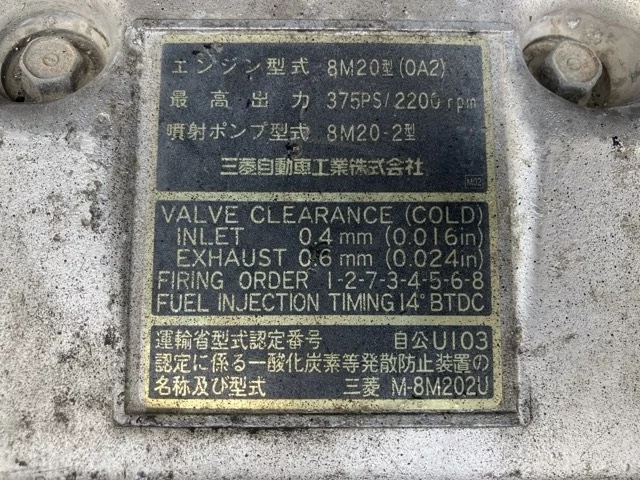 エンジン型式 8M20型(0A2)
最高出力 375PS/2200rpm
噴射ポンプ型式 8M20-2型
三菱自動車工業株式会社
M02
VALVE CLEARANCE (COLD)
INLET 0.4 mm (0.016in)
EXHAUST 0.6 mm (0.024in)
FIRING ORDER 1-2-7-3-4-5-6-8
FUEL INJECTION TIMING 14° BTDC
運輸省型式認定番号 自公U103
認定に係る一酸化炭素等発散防止装置の
名称及び型式 三菱 M-8M202U